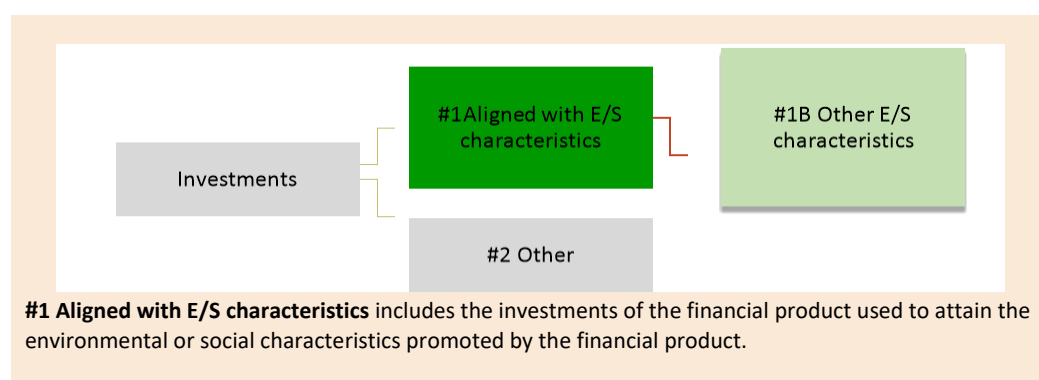 #1Aligned with E/S
characteristics
#1B Other E/S
characteristics
Investments
#2 Other
#1 Aligned with E/S characteristics includes the investments of the financial product used to attain the
environmental or social characteristics promoted by the financial product.